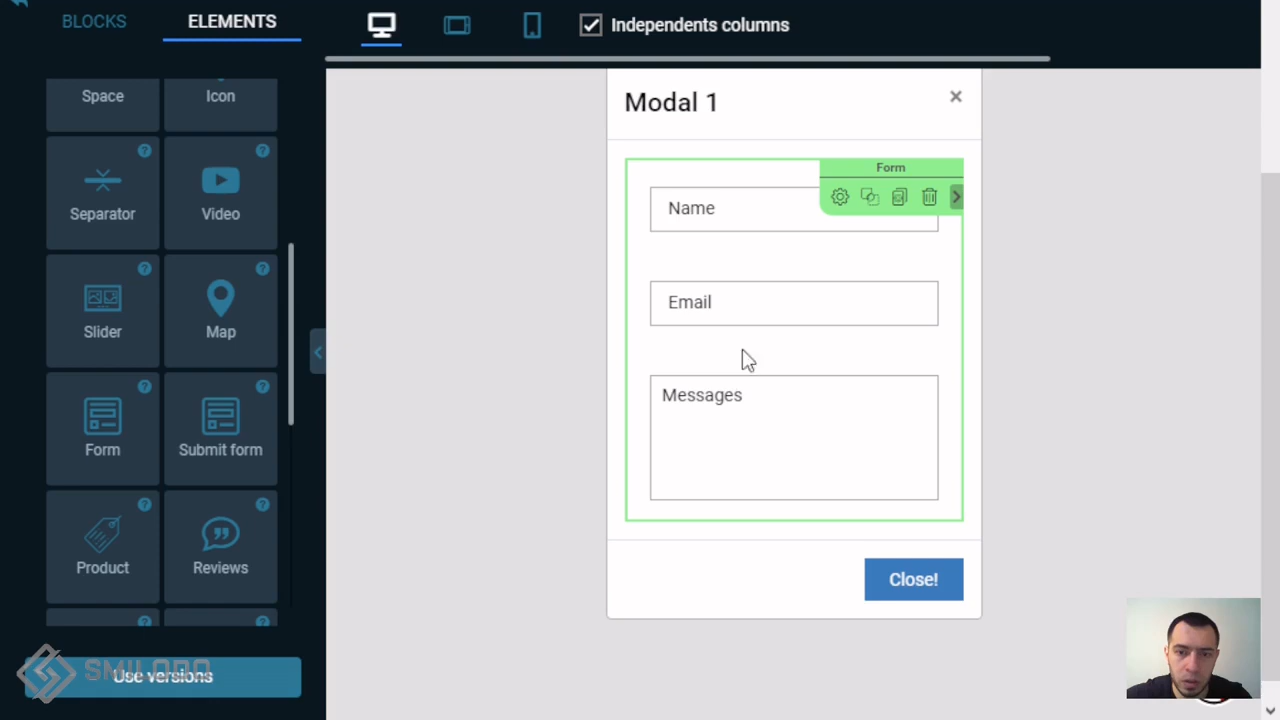 BLOCKS
ELEMENTS
Independents columns
Space
Icon
Separator
Video
Slider
Map
Form
Submit form
Product
Reviews
SMILODO
Use versions
Modal 1
×
Form
Name
Email
Messages
Close!